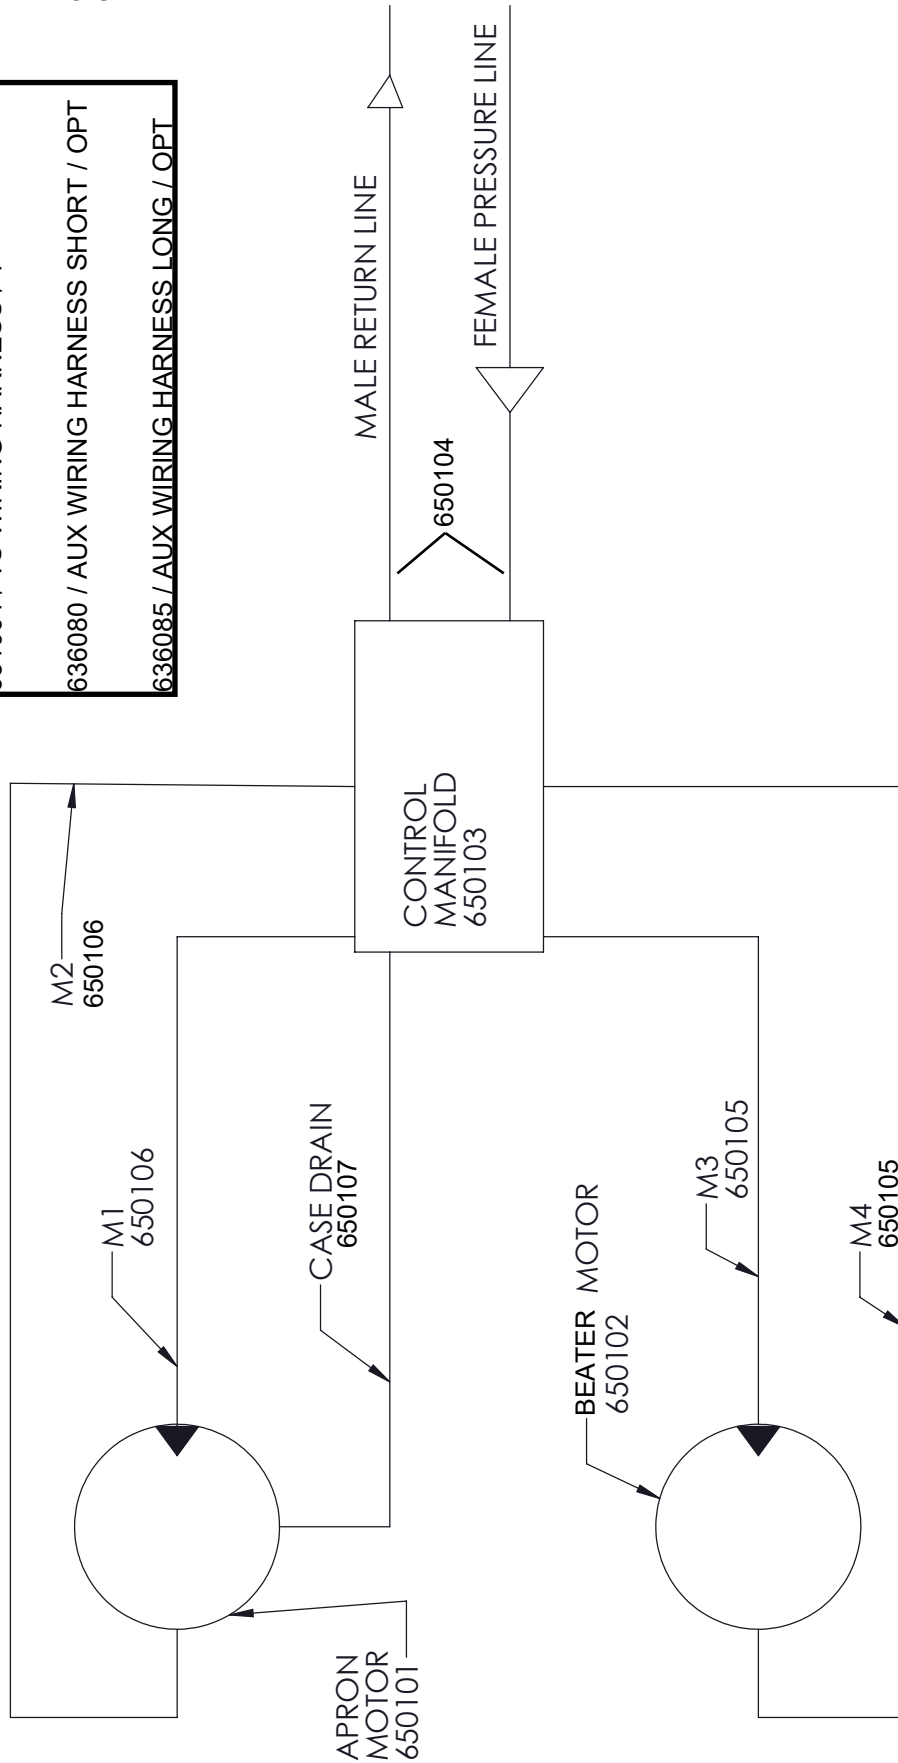 636080 / AUX WIRING HARNESS SHORT / OPT
636085 / AUX WIRING HARNESS LONG / OPT
MALE RETURN LINE
FEMALE PRESSURE LINE
650104
CONTROL
MANIFOLD
650103
M2
650106
M1
650106
CASE DRAIN
650107
APRON
MOTOR
650101
BEATER MOTOR
650102
M3
650105
M4
650105